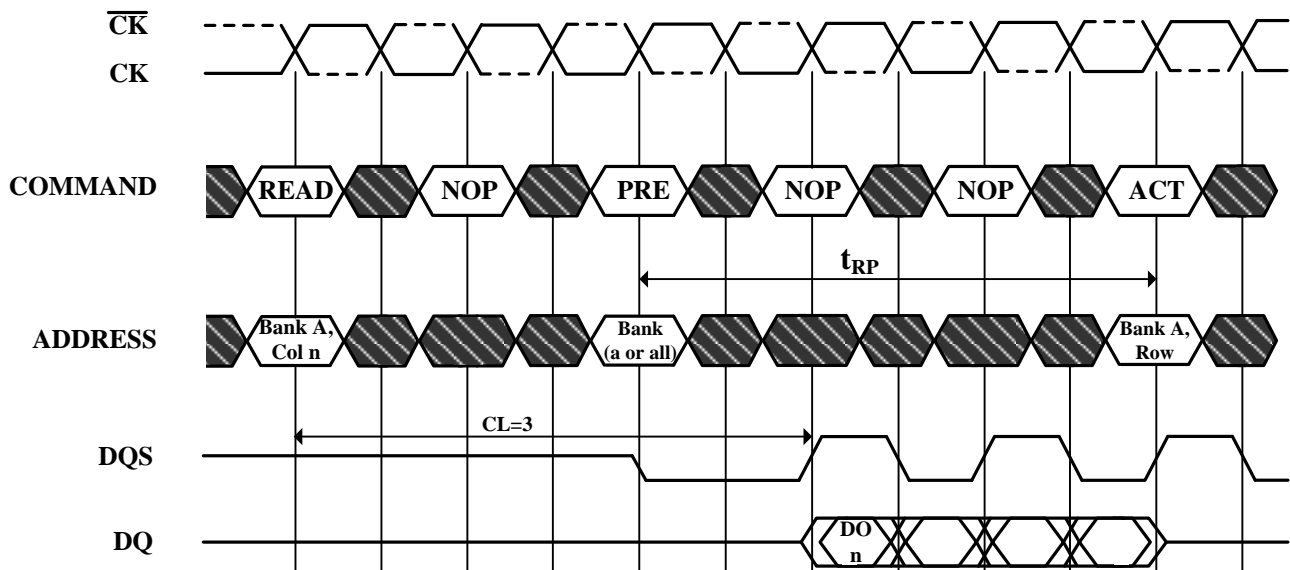 CK
CK
COMMAND
READ
NOP
PRE
NOP
NOP
ACT
tRP
ADDRESS
Bank A,
Col n
Bank
(a or all)
Bank A,
Row
CL=3
DQS
DQ
DO
n